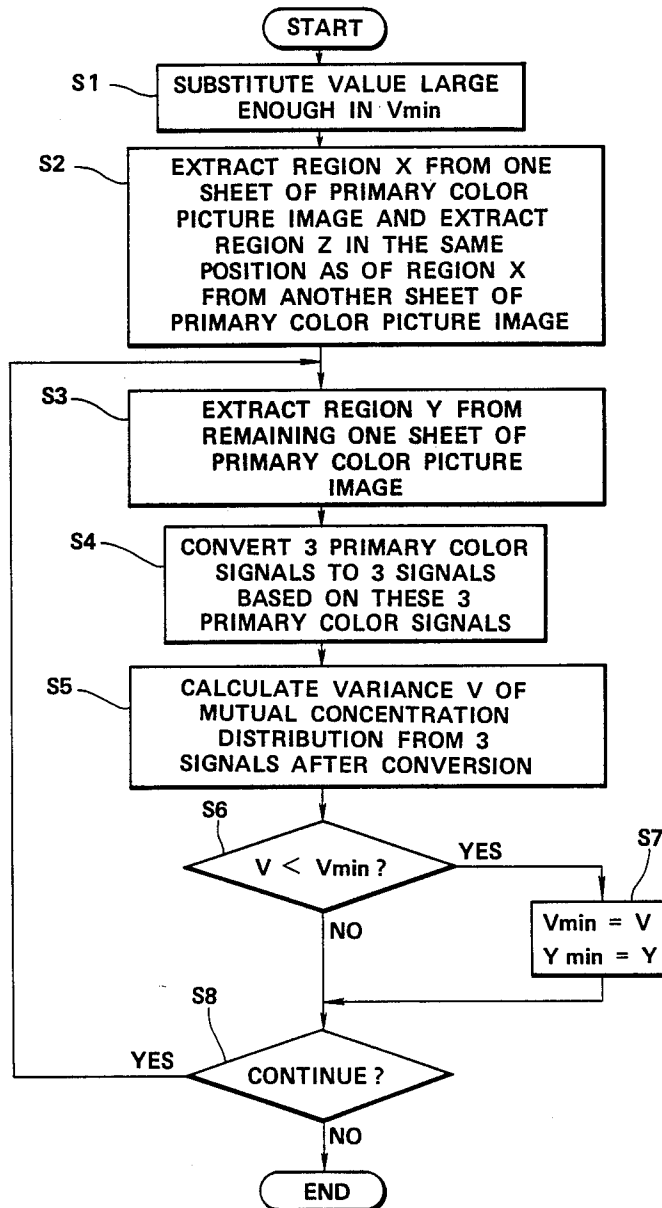 START
S1
SUBSTITUTE VALUE LARGE
ENOUGH IN Vmin
S2
EXTRACT REGION X FROM ONE
SHEET OF PRIMARY COLOR
PICTURE IMAGE AND EXTRACT
REGION Z IN THE SAME
POSITION AS OF REGION X
FROM ANOTHER SHEET OF
PRIMARY COLOR PICTURE IMAGE
S3
EXTRACT REGION Y FROM
REMAINING ONE SHEET OF
PRIMARY COLOR PICTURE
IMAGE
S4
CONVERT 3 PRIMARY COLOR
SIGNALS TO 3 SIGNALS
BASED ON THESE 3
PRIMARY COLOR SIGNALS
S5
CALCULATE VARIANCE V OF
MUTUAL CONCENTRATION
DISTRIBUTION FROM 3
SIGNALS AFTER CONVERSION
S6
V < Vmin ?
YES
NO
S7
Vmin = V
Y min = Y
S8
CONTINUE ?
YES
NO
END